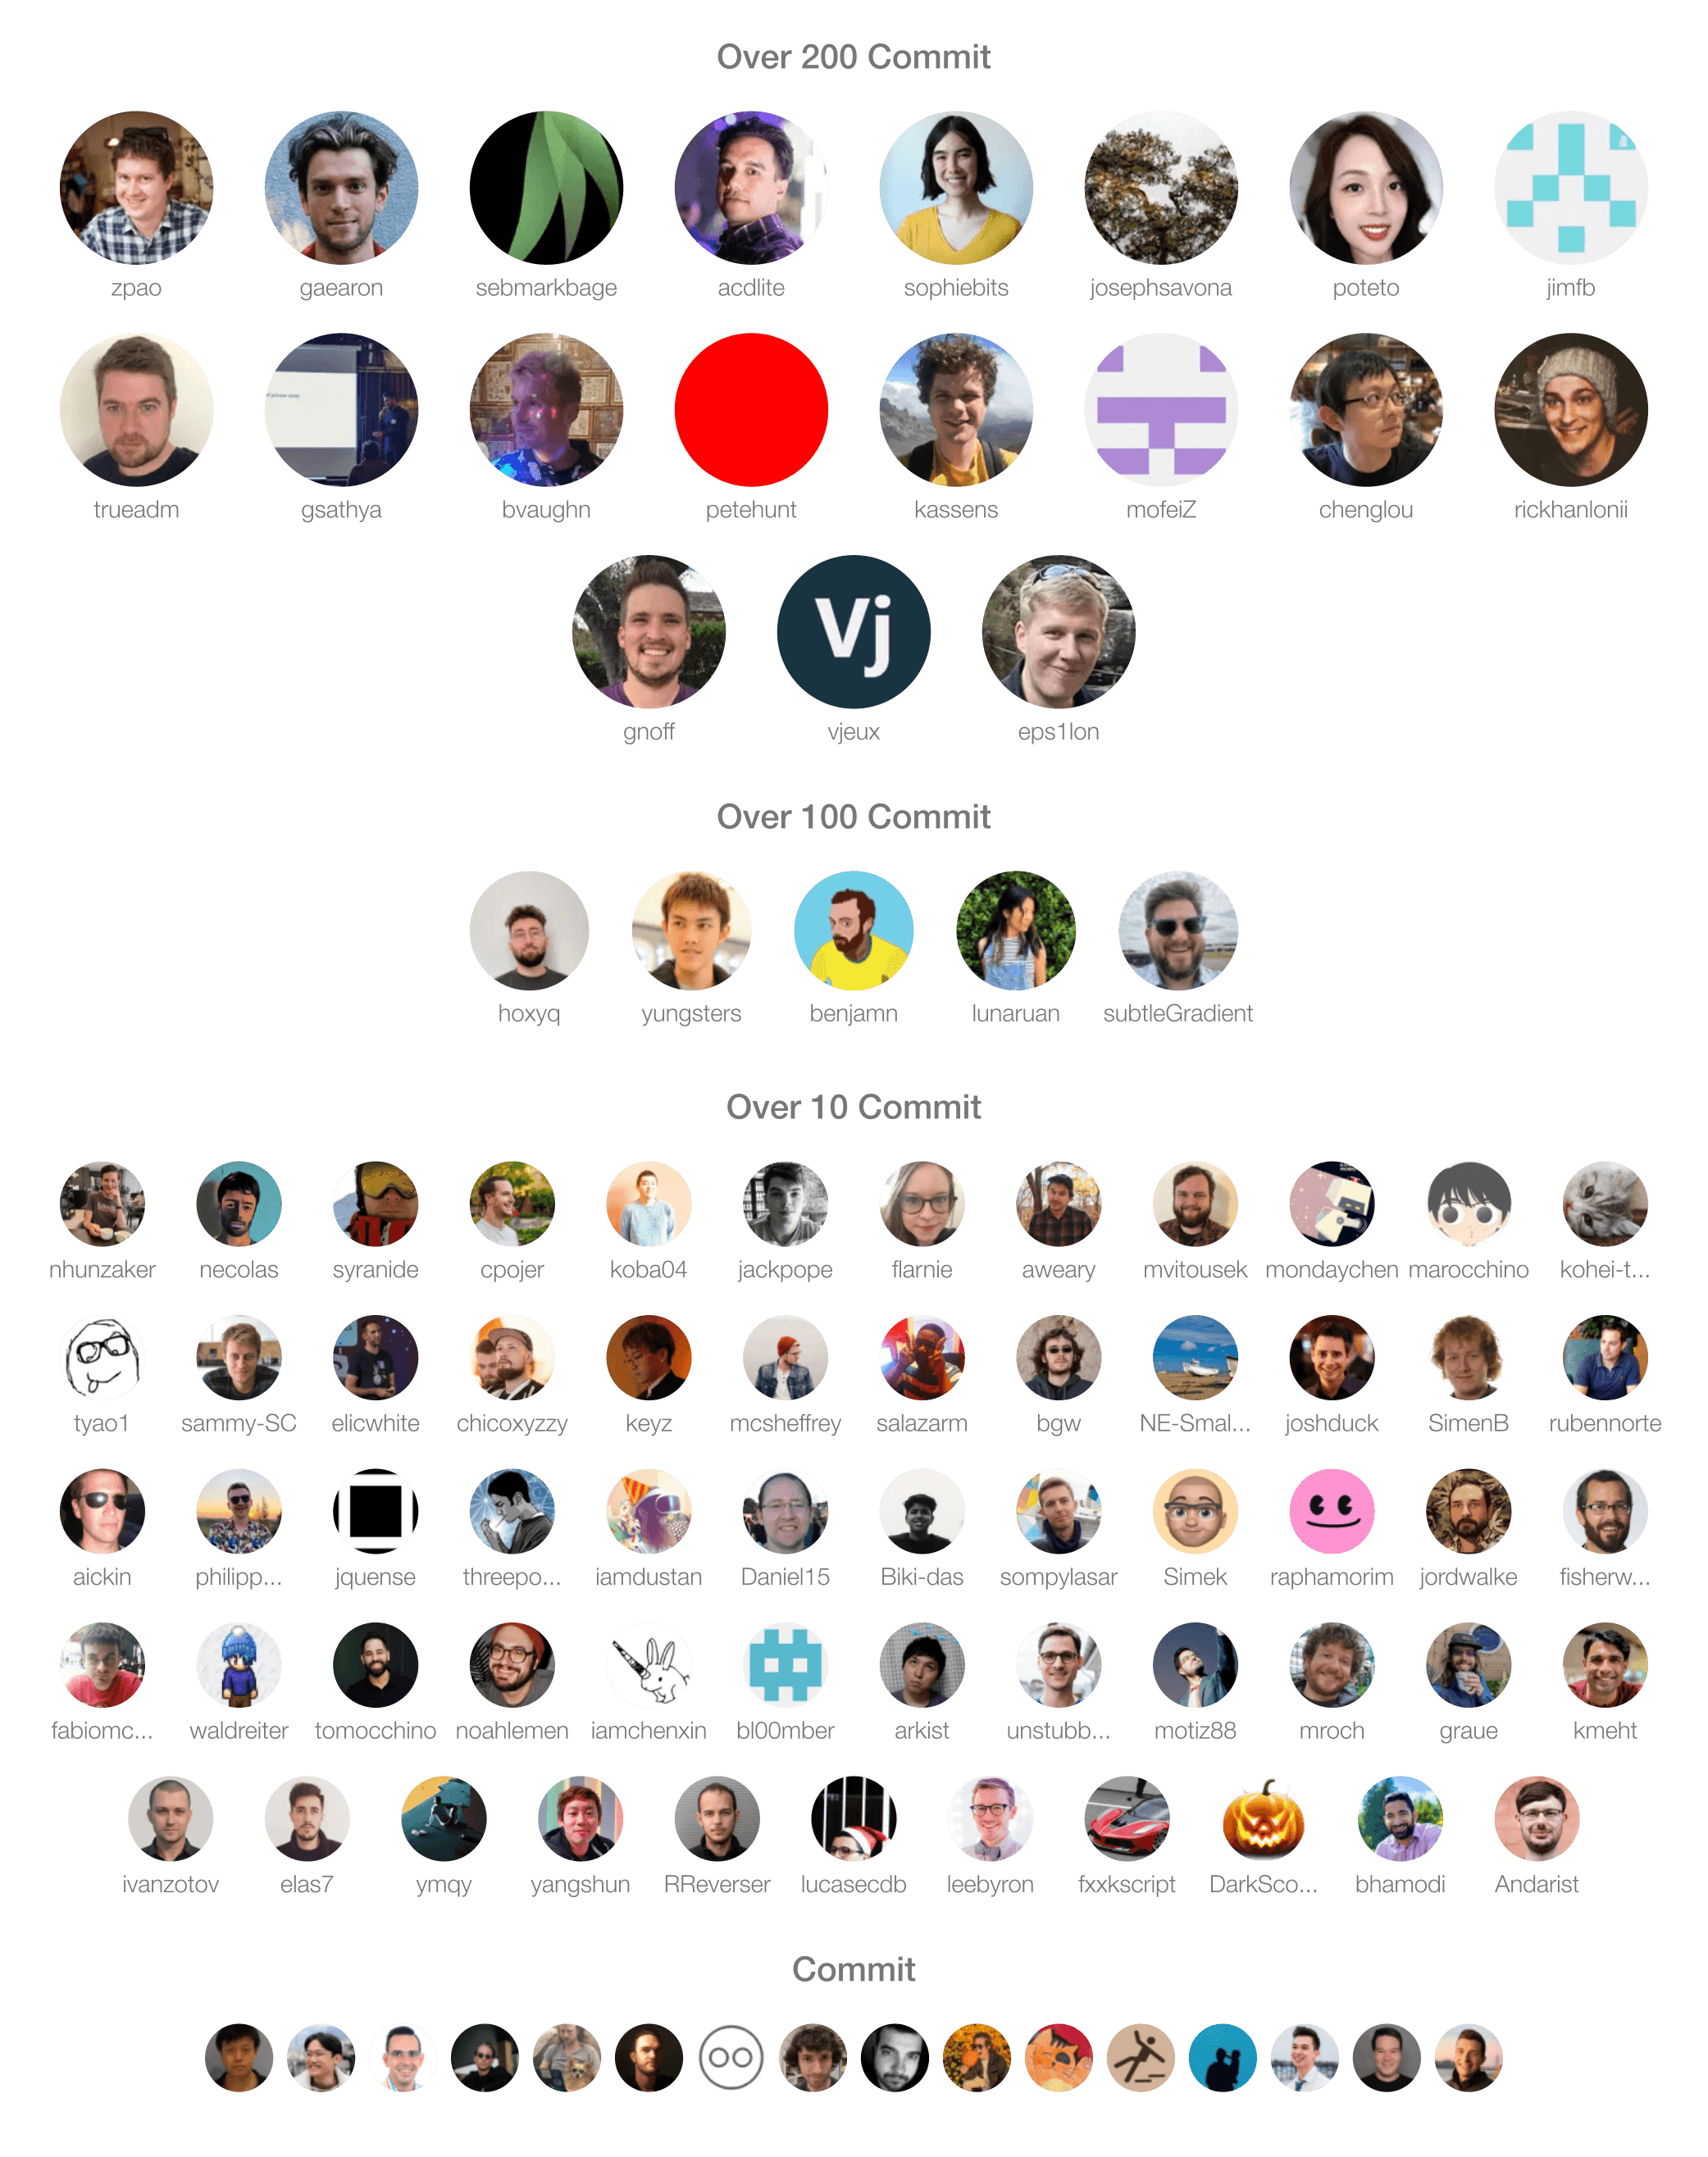 Over 200 Commit
zpao gaearon sebmarkbage acdlite sophiebits josephsavona poteto jimfb
trueadm gsathya bvaughn petehunt kassens mofeiZ chenglou rickhanlonii
Vj
gnoff vjeux eps1lon
Over 100 Commit
hoxyq yungsters benjamn lunaruan subtleGradient
Over 10 Commit
nhunzaker necolas syranide cpojer koba04 jackpope flarnie aweary mvitousek mondaychen marocchino kohei-t...
tyao1 sammy-SC elicwhite chicoxyzzy keyz mcsheffrey salazarm bgw NE-Smal... joshduck SimenB rubennorte
aickin philipp... jquense threepo... iamdustan Daniel15 Biki-das sompylasar Simek raphamorim jordwalke fisherw...
fabiomc... waldreiter tomocchino noahlemen iamchenxin bl00mber arkist unstubb... motiz88 mroch graue kmeht
ivanzotov elas7 ymqy yangshun RReverser lucasecdb leebyron fxxkscript DarkSco... bhamodi Andarist
Commit